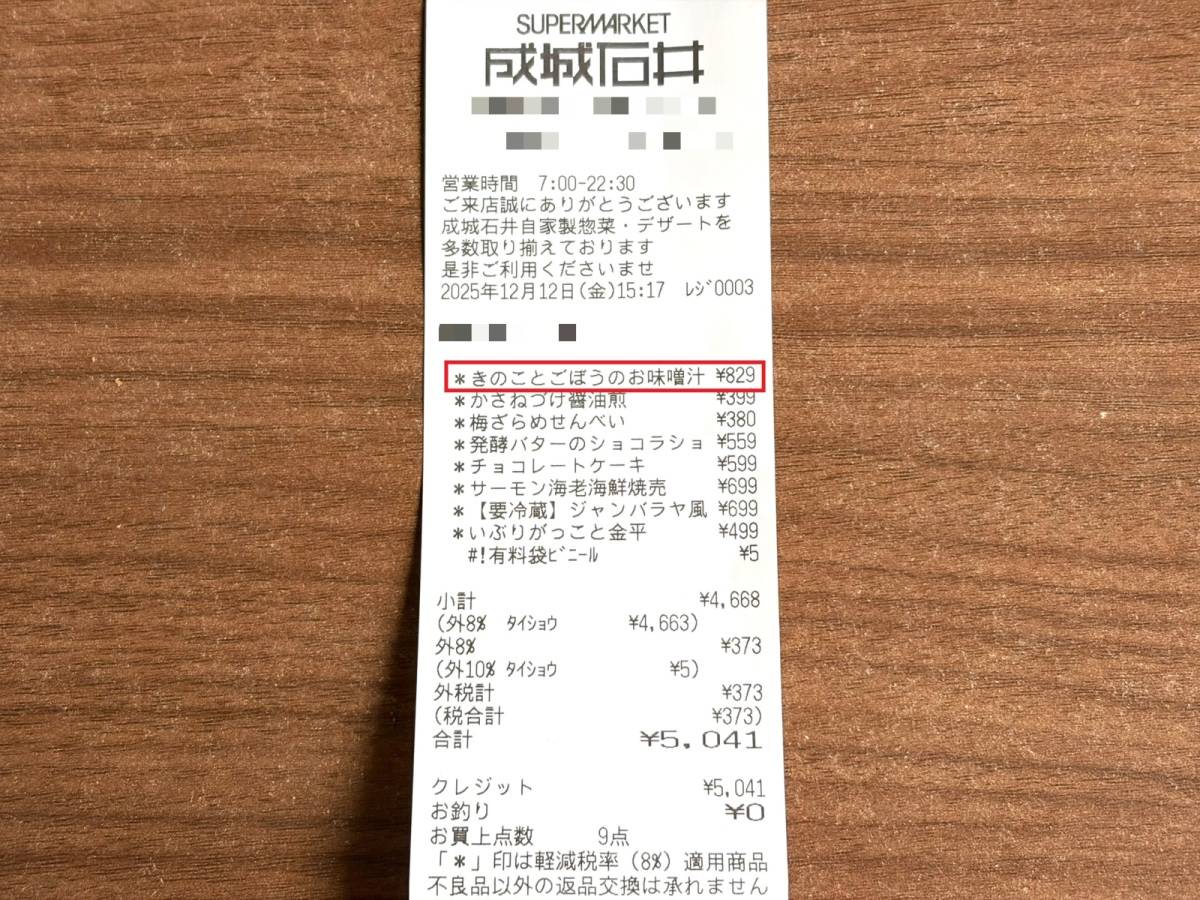 SUPERMARKET
成城石井
営業時間 7:00-22:30
ご来店誠にありがとうございます
成城石井自家製惣菜・デザートを
多数取り揃えております
是非ご利用くださいませ
2025年12月12日(金)15:17 ﾚｼﾞ0003
*きのことごぼうのお味噌汁 ¥829
*かさねづけ醤油煎 ¥399
*梅ざらめせんべい ¥380
*発酵バターのショコラショ ¥559
*チョコレートケーキ ¥599
*サーモン海老海鮮焼売 ¥699
*【要冷蔵】ジャンバラヤ風 ¥699
*いぶりがっこと金平 ¥499
#!有料袋ﾋﾞﾆｰﾙ ¥5
小計 ¥4,668
(外8% ﾀｲｼｮｳ ¥4,663)
外8% ¥373
(外10% ﾀｲｼｮｳ ¥5)
外税計 ¥373
(税合計 ¥373)
合計 ¥5,041
クレジット ¥5,041
お釣り ¥0
お買上点数 9点
「*」印は軽減税率(8%)適用商品
不良品以外の返品交換は承れません